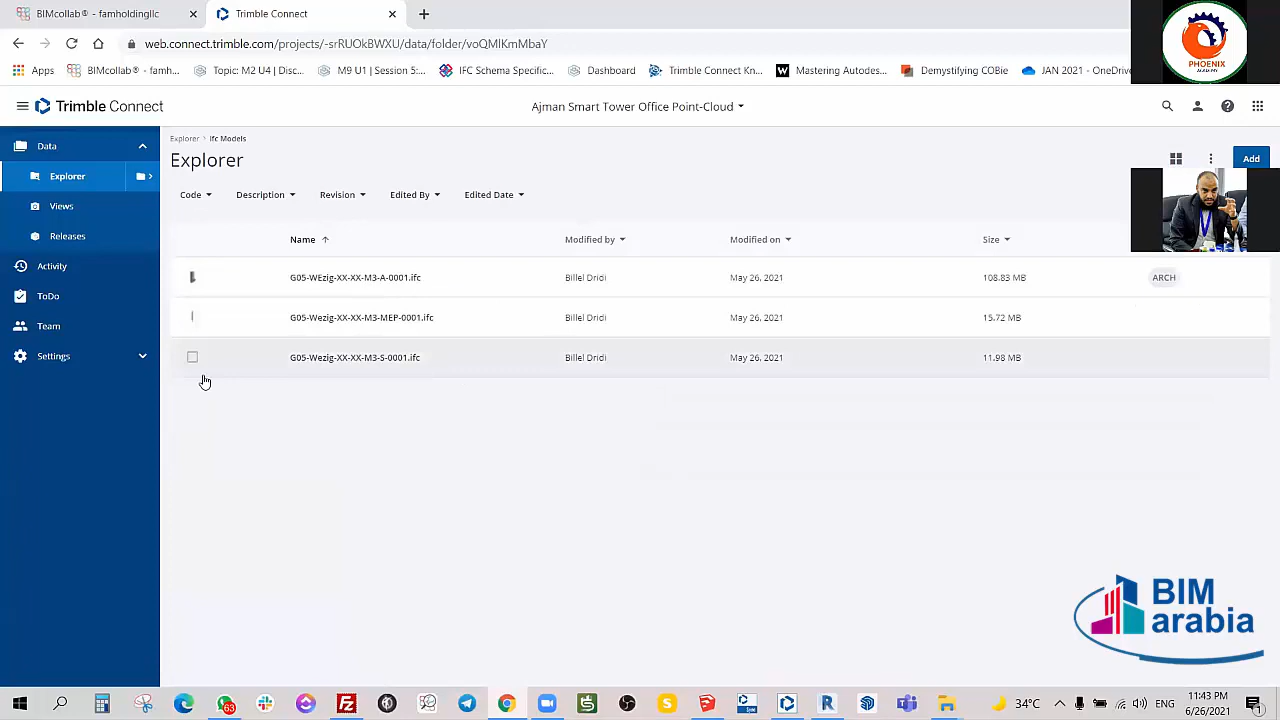 BIMcollab® - famholdingllc
Trimble Connect
web.connect.trimble.com/projects/-srRUOkBWXU/data/folder/voQMIKmMbaY
Apps
BIMcollab® - famh...
Topic: M2 U4 | Disc...
M9 U1 | Session 5:...
IFC Schema Specific...
Dashboard
Trimble Connect Kn...
Mastering Autodes...
Identifying COBie
JAN 2021 - OneDriv
PHOENIX
ACADEMY
Trimble Connect
Ajman Smart Tower Office Point-Cloud
Data
Explorer
Views
Releases
Activity
ToDo
Team
Settings
Explorer > Ifc Models
Explorer
Add
Code
Description
Revision
Edited By
Edited Date
Name
Modified by
Modified on
Size
G05-WEzig-XX-XX-M3-A-0001.ifc
Billel Dridi
May 26, 2021
108.83 MB
ARCH
G05-Wezig-XX-XX-M3-MEP-0001.ifc
Billel Dridi
May 26, 2021
15.72 MB
G05-Wezig-XX-XX-M3-S-0001.ifc
Billel Dridi
May 26, 2021
11.98 MB
BIM
arabia
63
34°C
ENG
11:43 PM
6/26/2021